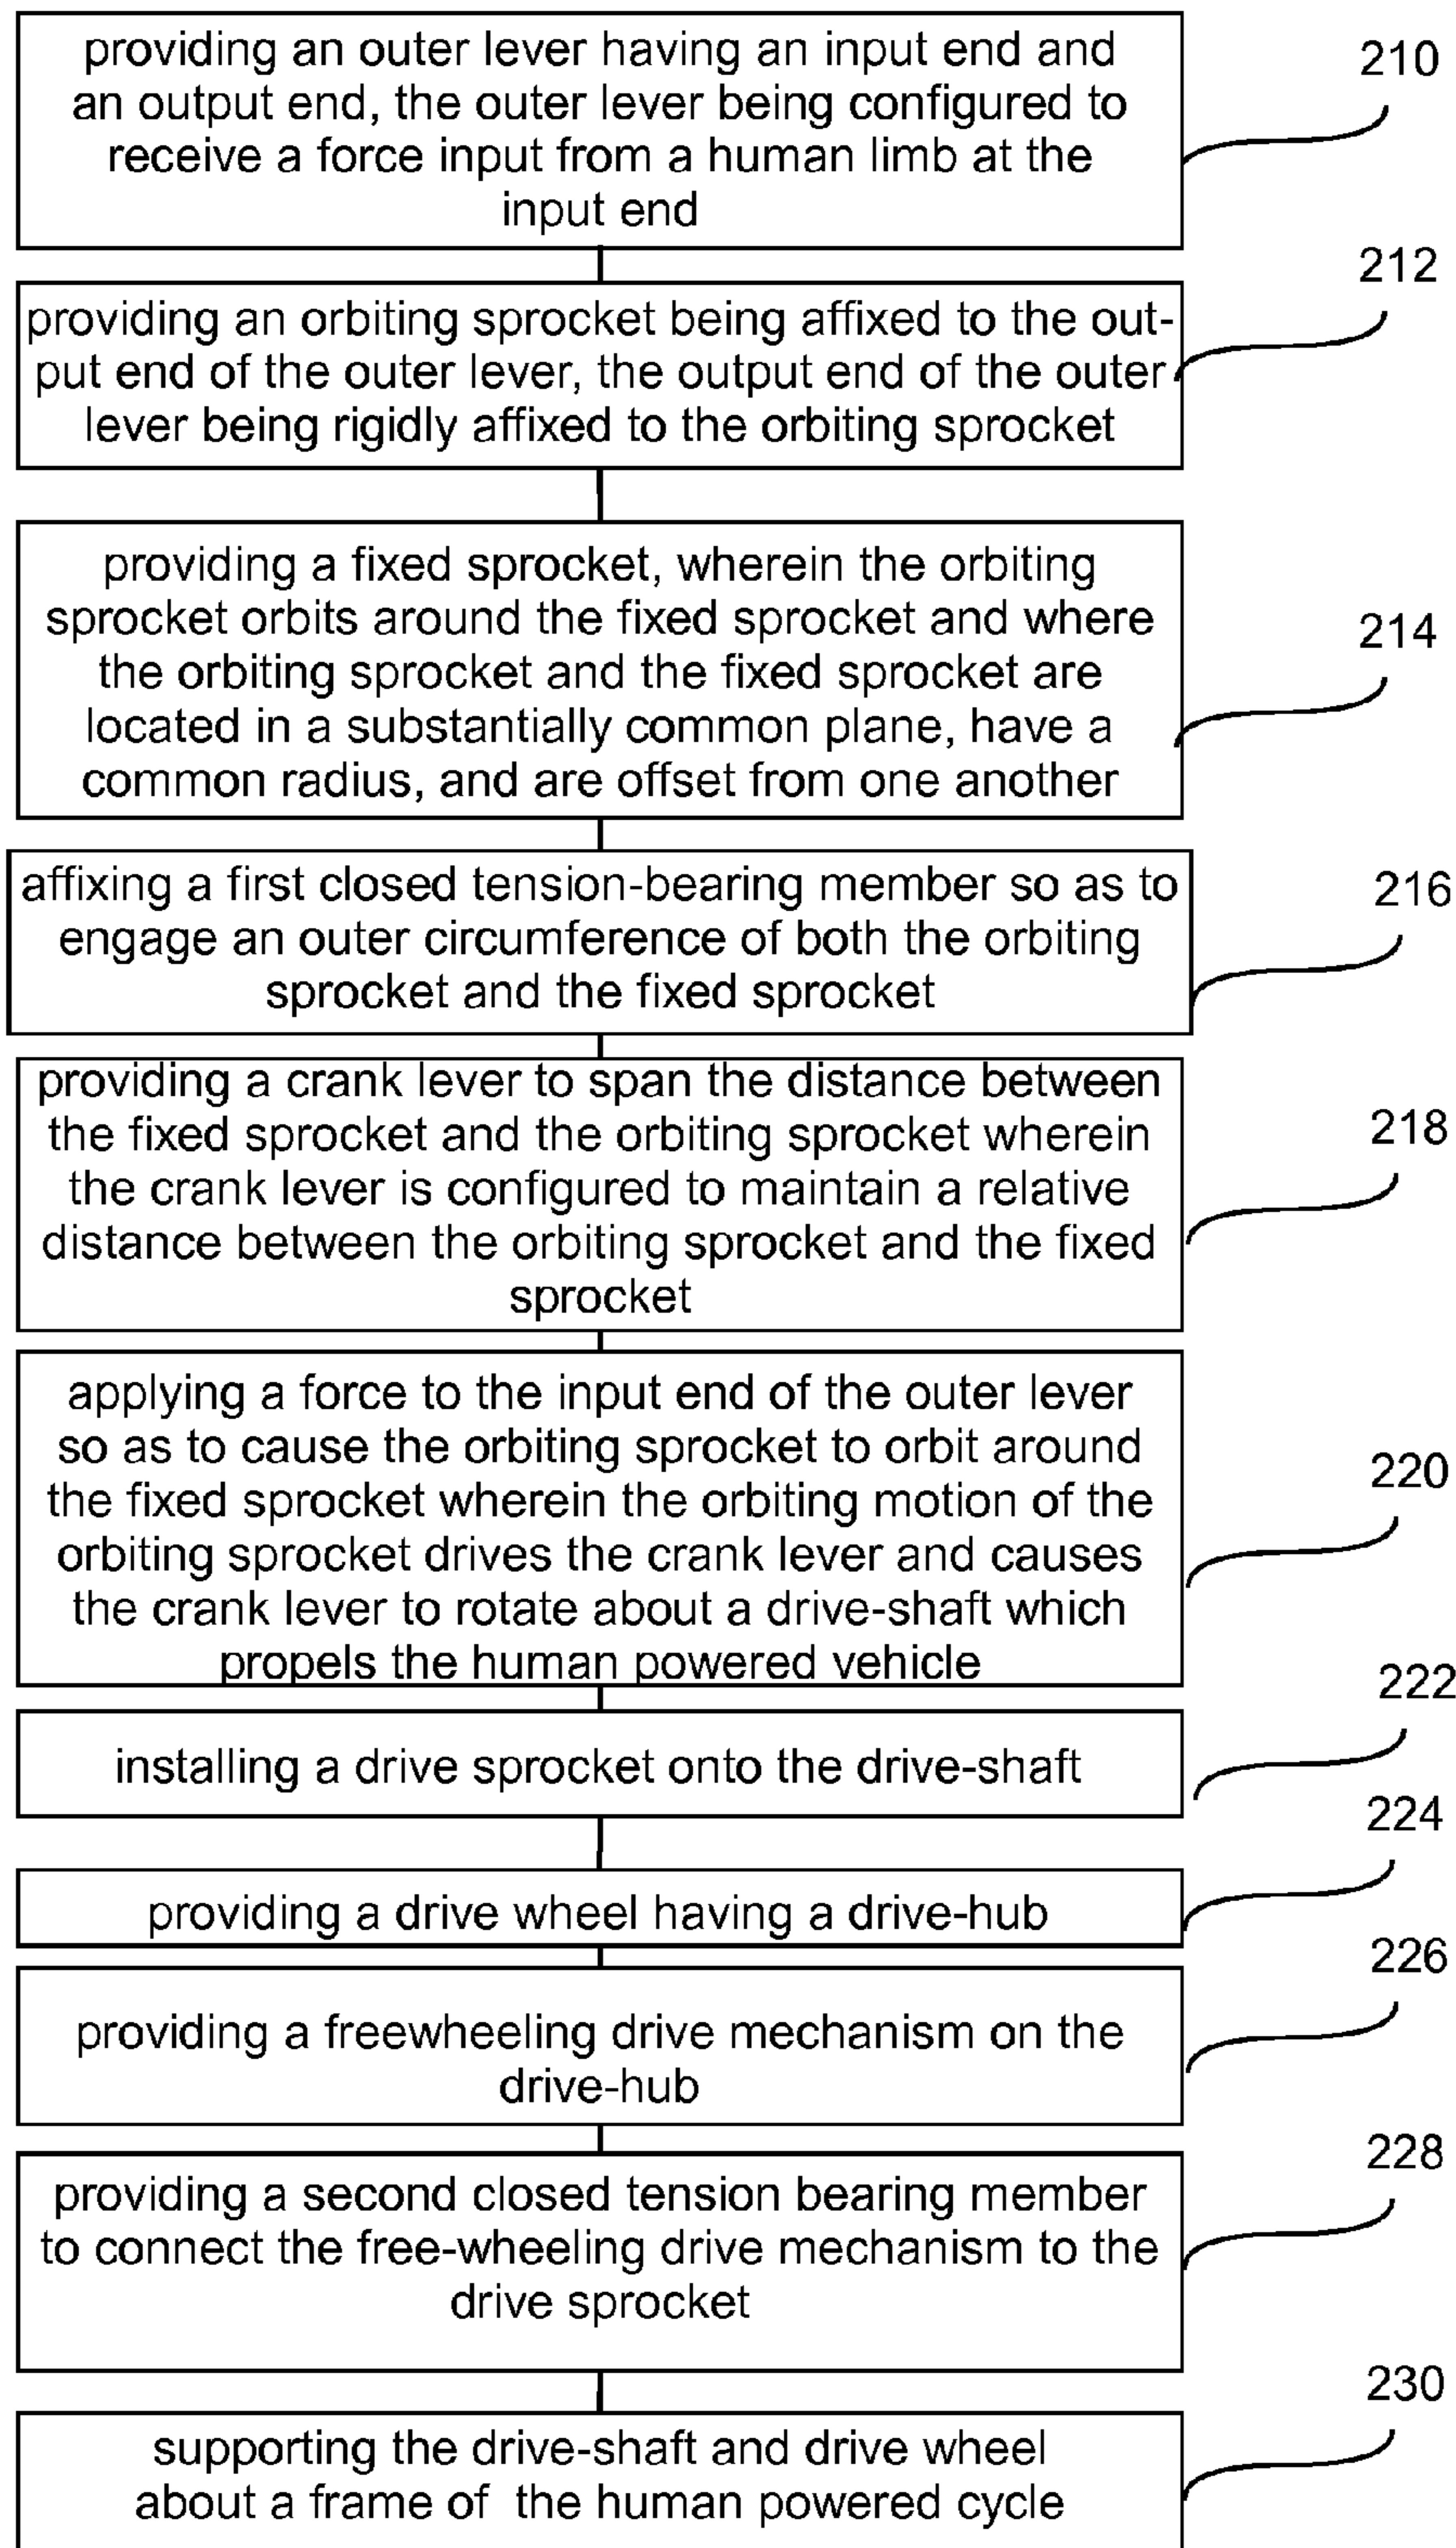 providing an outer lever having an input end and
an output end, the outer lever being configured to
receive a force input from a human limb at the
input end
210
providing an orbiting sprocket being affixed to the out-
put end of the outer lever, the output end of the outer
lever being rigidly affixed to the orbiting sprocket
212
providing a fixed sprocket, wherein the orbiting
sprocket orbits around the fixed sprocket and where
the orbiting sprocket and the fixed sprocket are
located in a substantially common plane, have a
common radius, and are offset from one another
214
affixing a first closed tension-bearing member so as to
engage an outer circumference of both the orbiting
sprocket and the fixed sprocket
216
providing a crank lever to span the distance between
the fixed sprocket and the orbiting sprocket wherein
the crank lever is configured to maintain a relative
distance between the orbiting sprocket and the fixed
sprocket
218
applying a force to the input end of the outer lever
so as to cause the orbiting sprocket to orbit around
the fixed sprocket wherein the orbiting motion of the
orbiting sprocket drives the crank lever and causes
the crank lever to rotate about a drive-shaft which
propels the human powered vehicle
220
installing a drive sprocket onto the drive-shaft
222
providing a drive wheel having a drive-hub
224
providing a freewheeling drive mechanism on the
drive-hub
226
providing a second closed tension bearing member
to connect the free-wheeling drive mechanism to the
drive sprocket
228
supporting the drive-shaft and drive wheel
about a frame of the human powered cycle
230